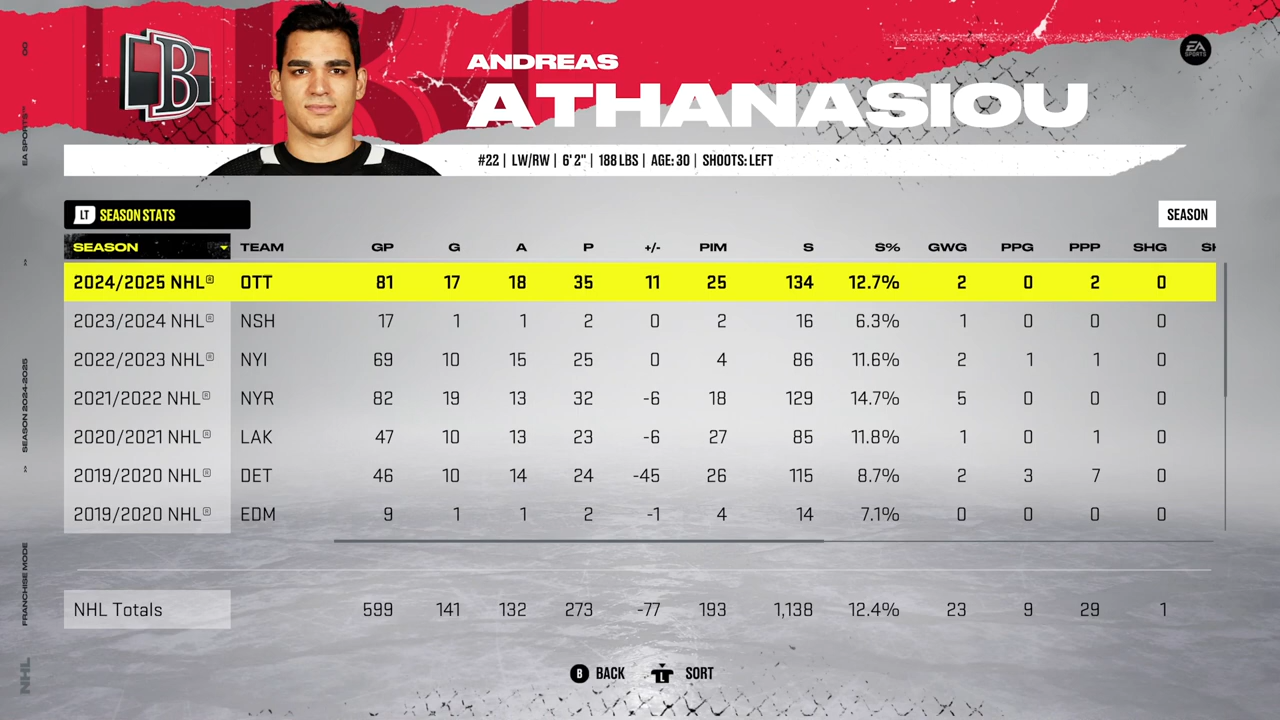 ANDREAS
ATHANASIOU
B
EA
SPORTS
#22 | LW/RW | 6' 2" | 188 LBS | AGE: 30 | SHOOTS: LEFT
LT SEASON STATS
SEASON
SEASON TEAM GP G A P +/- PIM S S% GWG PPG PPP SHG SH
2024/2025 NHL® OTT 81 17 18 35 11 25 134 12.7% 2 0 2 0
2023/2024 NHL® NSH 17 1 1 2 0 2 16 6.3% 1 0 0 0
2022/2023 NHL® NYI 69 10 15 25 0 4 86 11.6% 2 1 1 0
2021/2022 NHL® NYR 82 19 13 32 -6 18 129 14.7% 5 0 0 0
2020/2021 NHL® LAK 47 10 13 23 -6 27 85 11.8% 1 0 1 0
2019/2020 NHL® DET 46 10 14 24 -45 26 115 8.7% 2 3 7 0
2019/2020 NHL® EDM 9 1 1 2 -1 4 14 7.1% 0 0 0 0
NHL Totals 599 141 132 273 -77 193 1,138 12.4% 23 9 29 1
B BACK L SORT
NHL FRANCHISE MODE >> SEASON 2024-2025 >> EA SPORTS™